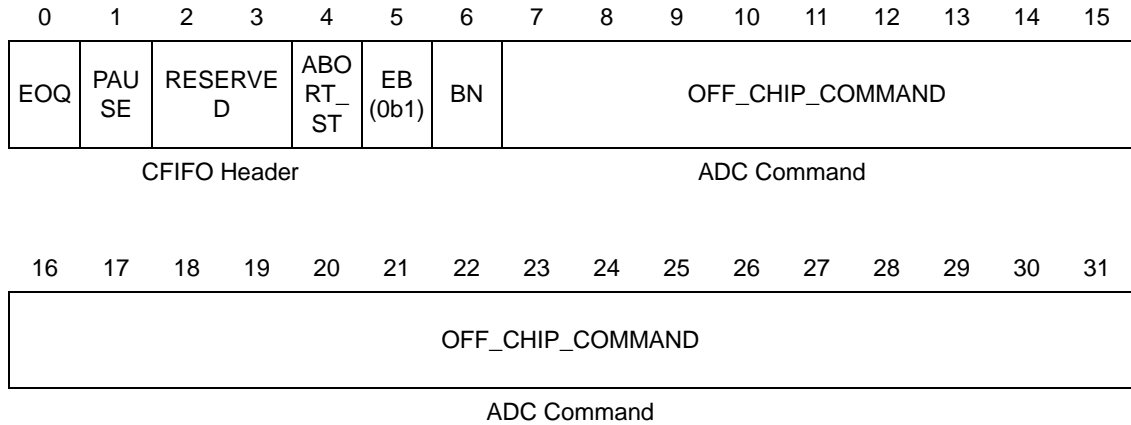 0 1 2 3 4 5 6 7 8 9 10 11 12 13 14 15
EOQ
PAU
SE
RESERVE
D
ABO
RT_
ST
EB
(0b1)
BN
OFF_CHIP_COMMAND
CFIFO Header
ADC Command
16 17 18 19 20 21 22 23 24 25 26 27 28 29 30 31
OFF_CHIP_COMMAND
ADC Command